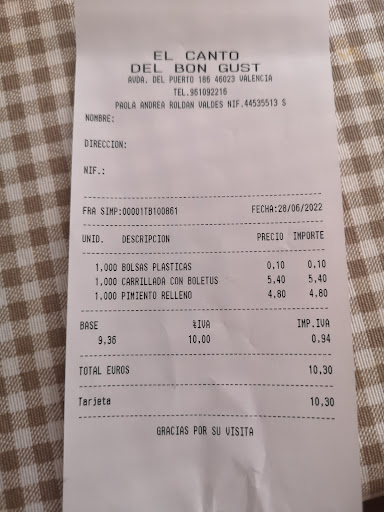 EL CANTO
DEL BON GUST
AVDA. DEL PUERTO 186 46023 VALENCIA
TEL.961092216
PAOLA ANDREA ROLDAN VALDES NIF.44535513 S
NOMBRE:
DIRECCION:
NIF.:
FRA SIMP:00001TB100861 FECHA:28/06/2022
UNID. DESCRIPCION PRECIO IMPORTE
1,000 BOLSAS PLASTICAS 0.10 0.10
1,000 CARRILLADA CON BOLETUS 5,40 5,40
1,000 PIMIENTO RELLENO 4.80 4.80
BASE %IVA IMP.IVA
9.36 10.00 0.94
TOTAL EUROS 10,30
Tarjeta 10,30
GRACIAS POR SU VISITA